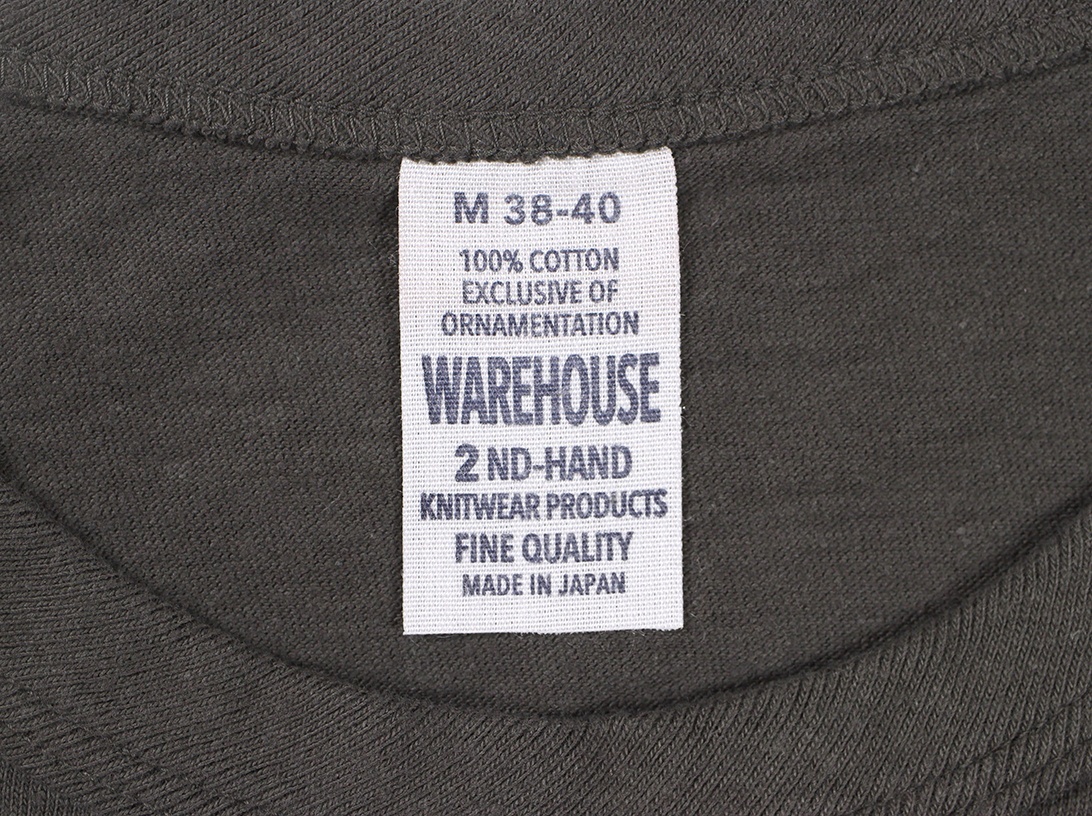 M 38-40
100% COTTON
EXCLUSIVE OF
ORNAMENTATION
WAREHOUSE
2 ND-HAND
KNITWEAR PRODUCTS
FINE QUALITY
MADE IN JAPAN